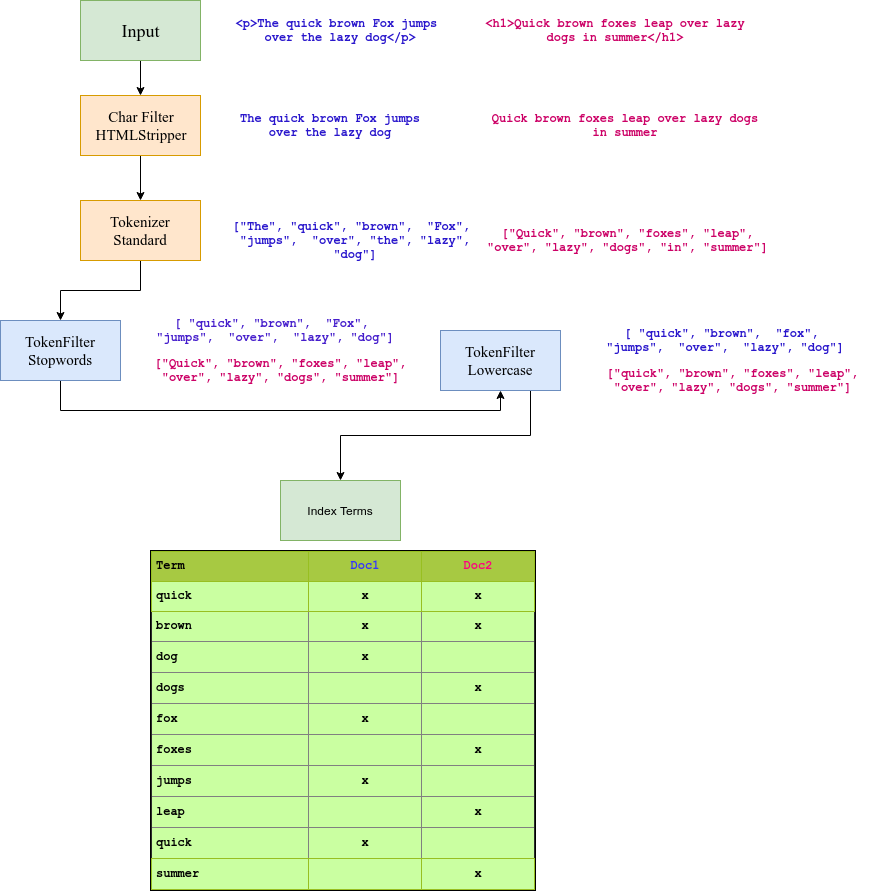 Input
<p>The quick brown Fox jumps
over the lazy dog</p>
<h1>Quick brown foxes leap over lazy
dogs in summer</h1>
Char Filter
HTMLStripper
The quick brown Fox jumps
over the lazy dog
Quick brown foxes leap over lazy dogs
in summer
Tokenizer
Standard
["The", "quick", "brown",  "Fox",
"jumps",  "over", "the", "lazy",
"dog"]
["Quick", "brown", "foxes", "leap",
"over", "lazy", "dogs", "in", "summer"]
TokenFilter
Stopwords
[ "quick", "brown",  "Fox",
"jumps",  "over",  "lazy", "dog"]
["Quick", "brown", "foxes", "leap",
"over", "lazy", "dogs", "summer"]
TokenFilter
Lowercase
[ "quick", "brown",  "fox",
"jumps",  "over",  "lazy", "dog"]
["quick", "brown", "foxes", "leap",
"over", "lazy", "dogs", "summer"]
Index Terms
Term Doc1 Doc2
quick x x
brown x x
dog x
dogs x
fox x
foxes x
jumps x
leap x
quick x
summer x